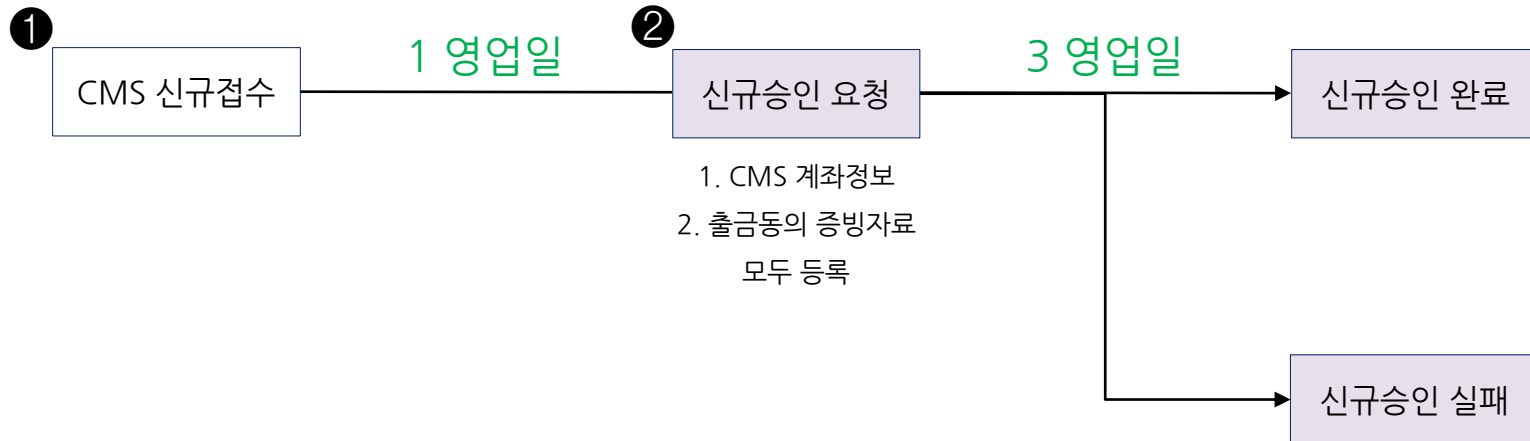 ❶
CMS 신규접수
1 영업일
❷
신규승인 요청
3 영업일
신규승인 완료
1. CMS 계좌정보
2. 출금동의 증빙자료
모두 등록
신규승인 실패